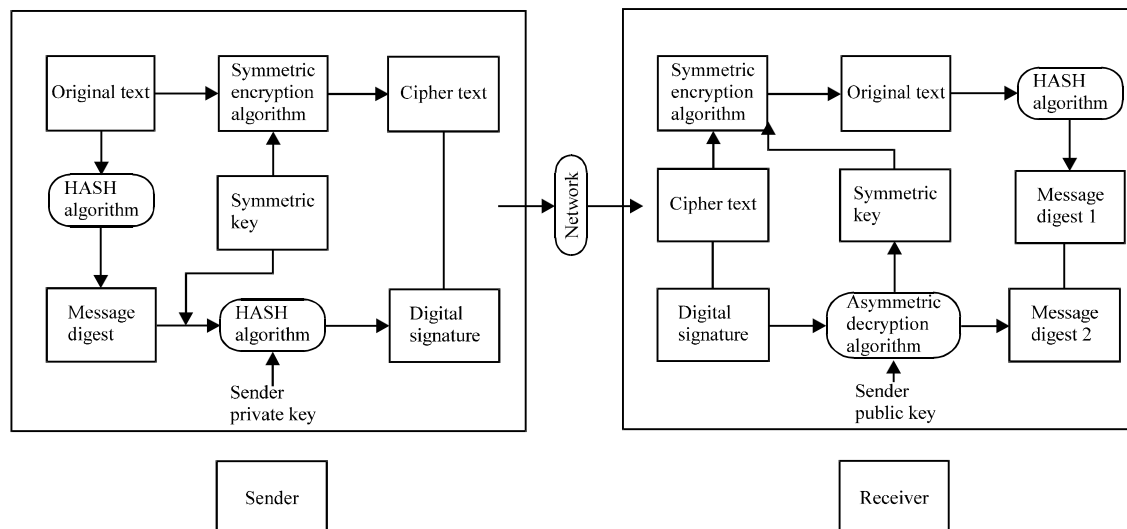 Original text
Symmetric
encryption
algorithm
Cipher text
HASH
algorithm
Symmetric
key
Message
digest
HASH
algorithm
Digital
signature
Sender
private key
Sender
Network
Symmetric
encryption
algorithm
Original text
HASH
algorithm
Cipher text
Symmetric
key
Message
digest 1
Digital
signature
Asymmetric
decryption
algorithm
Message
digest 2
Sender
public key
Receiver